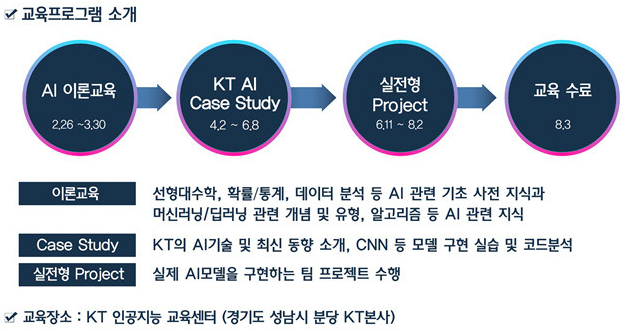 교육프로그램 소개
AI 이론교육
2.26 ~3.30
KT AI
Case Study
4.2 ~ 6.8
실전형
Project
6.11 ~ 8.2
교육 수료
8.3
이론교육
선형대수학, 확률/통계, 데이터 분석 등 AI 관련 기초 사전 지식과
머신러닝/딥러닝 관련 개념 및 유형, 알고리즘 등 AI 관련 지식
Case Study
KT의 AI기술 및 최신 동향 소개, CNN 등 모델 구현 실습 및 코드분석
실전형 Project
실제 AI모델을 구현하는 팀 프로젝트 수행
교육장소 : KT 인공지능 교육센터 (경기도 성남시 분당 KT본사)